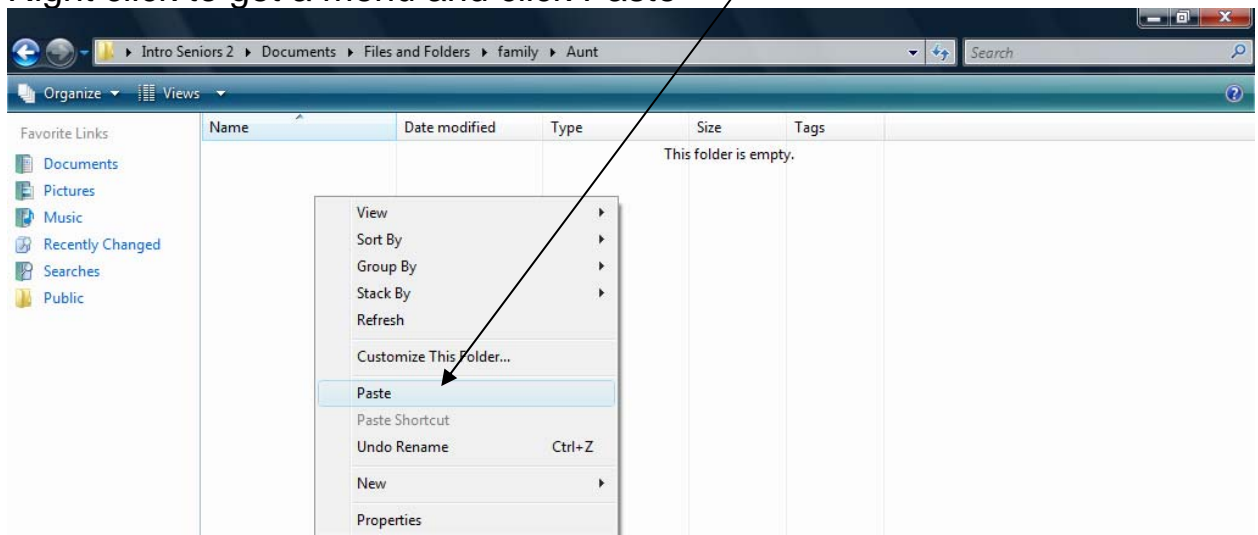 Right click to get a menu and click Paste
Intro Seniors 2 Documents Files and Folders family Aunt Search
Organize Views
Favorite Links
Documents
Pictures
Music
Recently Changed
Searches
Public
Name Date modified Type Size Tags
This folder is empty.
View
Sort By
Group By
Stack By
Refresh
Customize This Folder...
Paste
Paste Shortcut
Undo Rename Ctrl+Z
New
Properties